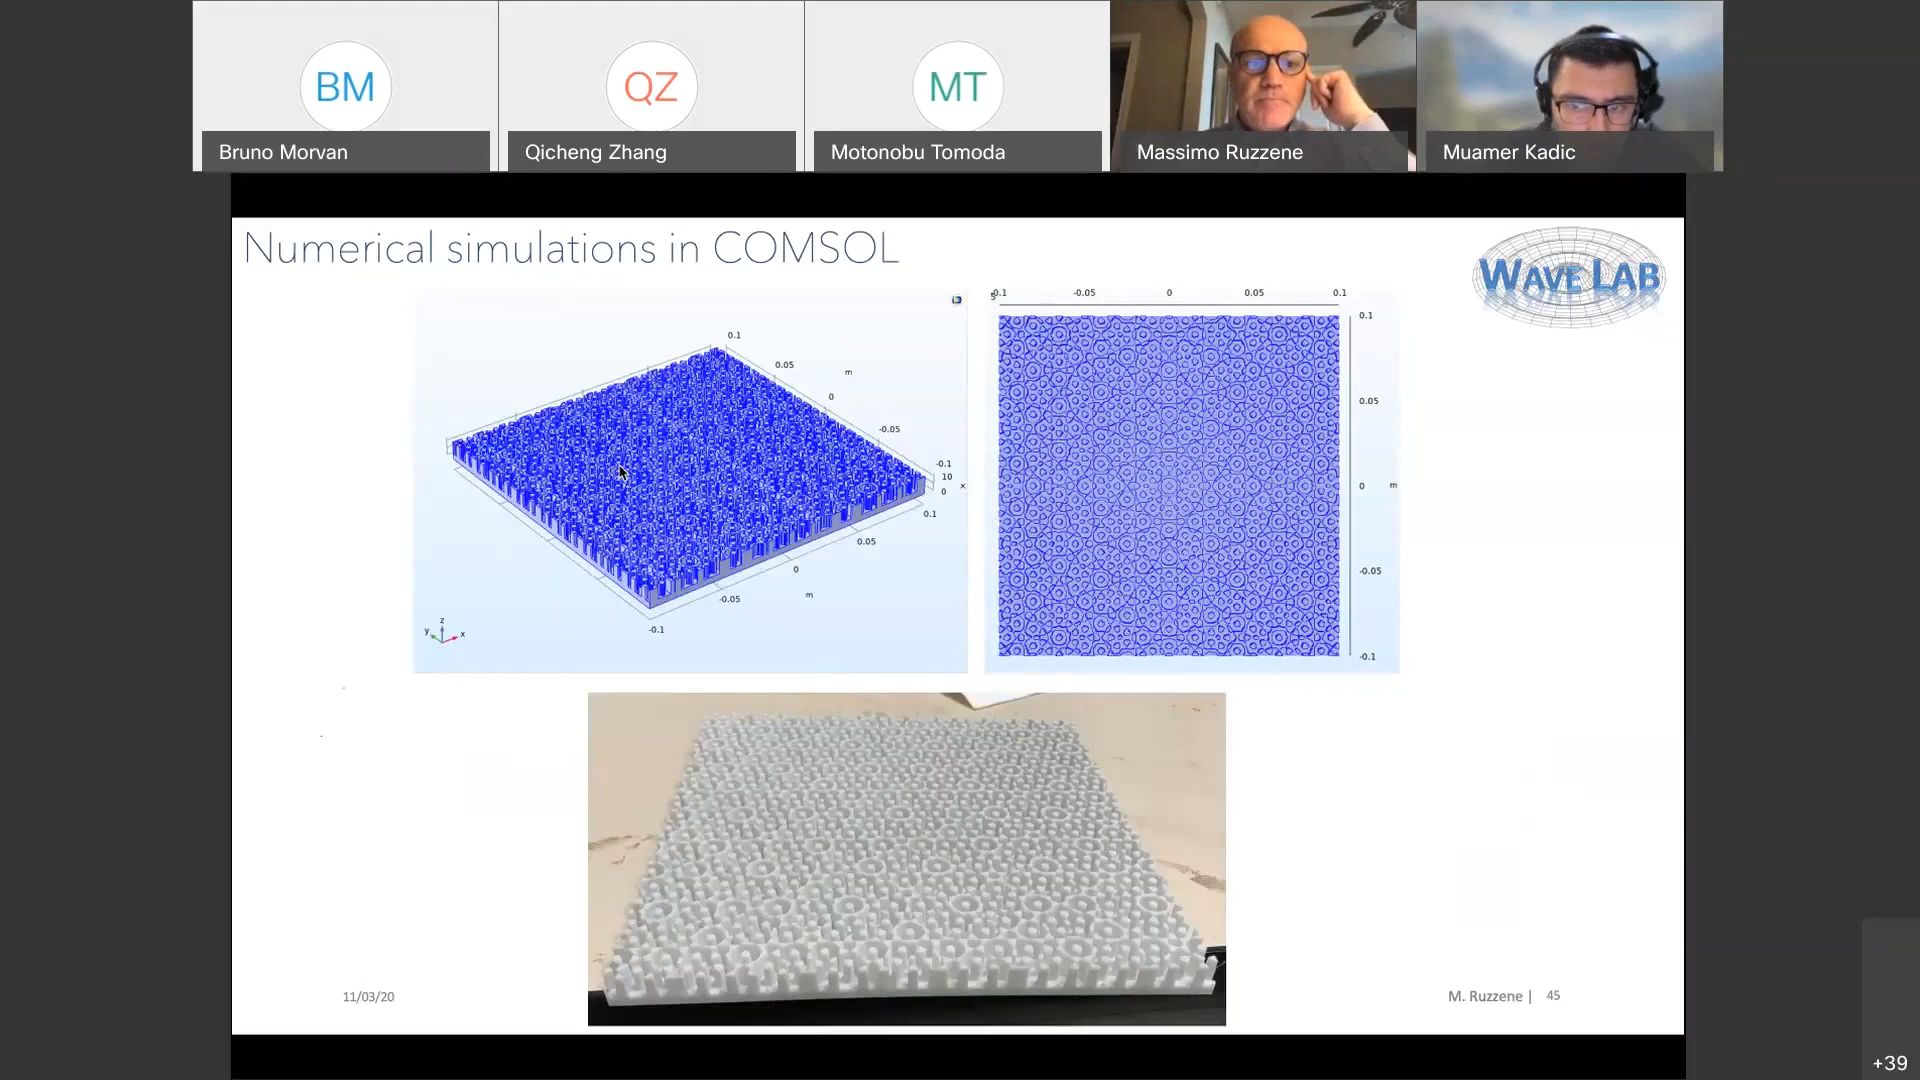 BM
QZ
MT
Bruno Morvan
Qicheng Zhang
Motonobu Tomoda
Massimo Ruzzene
Muamer Kadic
Numerical simulations in COMSOL
WAVE LAB
0.1
0.05
m
0
-0.05
-0.1
10
0
x
0.1
0.05
0
m
-0.05
-0.1
z
y
x
-0.1
-0.05
0
0.05
0.1
0.1
0.05
0
m
-0.05
-0.1
11/03/20
M. Ruzzene |
45
+39